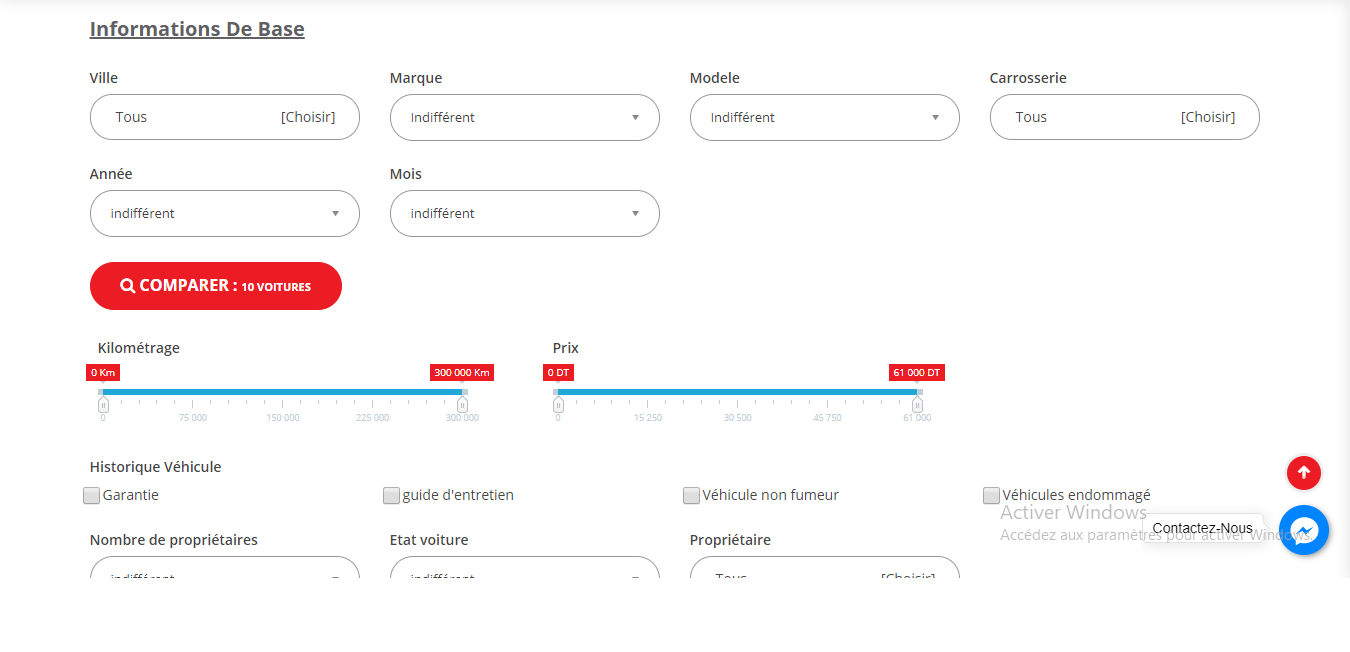 Informations De Base
Ville Marque Modele Carrosserie
Tous [Choisir] Indifférent Indifférent Tous [Choisir]
Année Mois
indifférent indifférent
COMPARER : 10 VOITURES
Kilométrage Prix
0 Km 300 000 Km 0 DT 61 000 DT
0 75 000 150 000 225 000 300 000 0 15 250 30 500 45 750 61 000
Historique Véhicule
Garantie guide d'entretien Véhicule non fumeur Véhicules endommagé
Activer Windows
Contactez-Nous
Accédez aux paramètres pour activer Windows.
Nombre de propriétaires Etat voiture Propriétaire
indifférent indifférent Tous [Choisir]